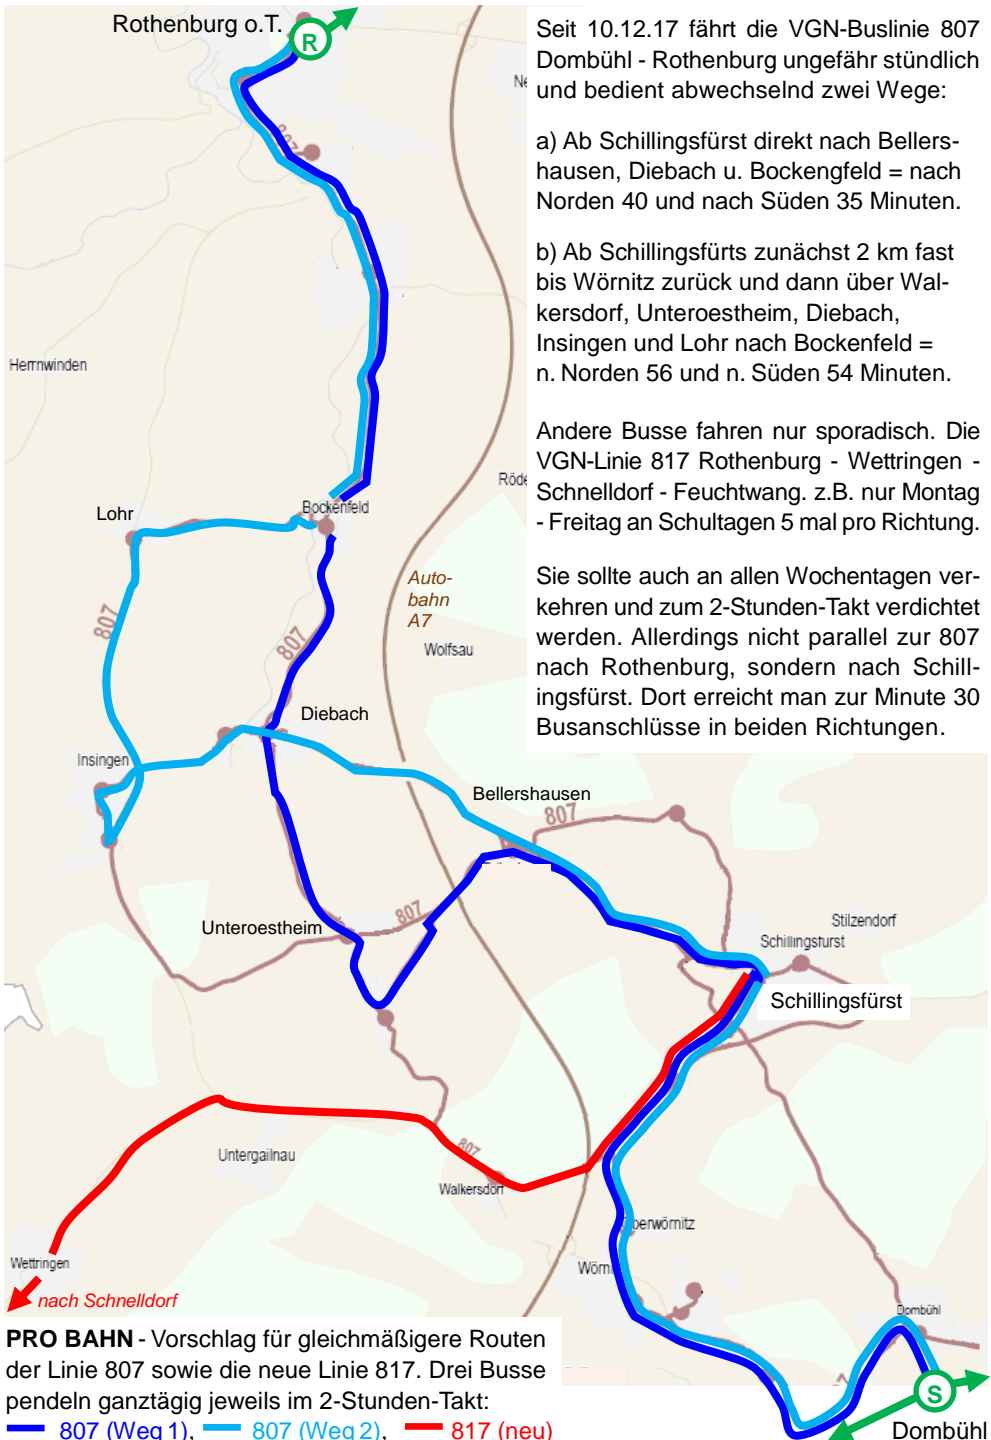 Rothenburg o.T.
R
Seit 10.12.17 fährt die VGN-Buslinie 807
Dombühl - Rothenburg ungefähr stündlich
und bedient abwechselnd zwei Wege:
a) Ab Schillingsfürst direkt nach Bellers-
hausen, Diebach u. Bockengfeld = nach
Norden 40 und nach Süden 35 Minuten.
b) Ab Schillingsfürts zunächst 2 km fast
bis Wörnitz zurück und dann über Wal-
kersdorf, Unteroestheim, Diebach,
Insingen und Lohr nach Bockenfeld =
n. Norden 56 und n. Süden 54 Minuten.
Andere Busse fahren nur sporadisch. Die
VGN-Linie 817 Rothenburg - Wettringen -
Schnelldorf - Feuchtwang. z.B. nur Montag
- Freitag an Schultagen 5 mal pro Richtung.
Sie sollte auch an allen Wochentagen ver-
kehren und zum 2-Stunden-Takt verdichtet
werden. Allerdings nicht parallel zur 807
nach Rothenburg, sondern nach Schill-
ingsfürst. Dort erreicht man zur Minute 30
Busanschlüsse in beiden Richtungen.
Ne
807
Herrnwinden
Röde
Bockenfeld
Lohr
Auto-
bahn
A7
807
807
Wolfsau
Diebach
Insingen
Bellershausen
807
807
Unteroestheim
Stilzendorf
Schillingsfurst
Schillingsfürst
807
Untergailnau
Walkersdorf
Oberwörnitz
Wettringen
Wörni
nach Schnelldorf
Dombühl
807
S
Dombühl
PRO BAHN - Vorschlag für gleichmäßigere Routen
der Linie 807 sowie die neue Linie 817. Drei Busse
pendeln ganztägig jeweils im 2-Stunden-Takt:
807 (Weg 1), 807 (Weg 2), 817 (neu)